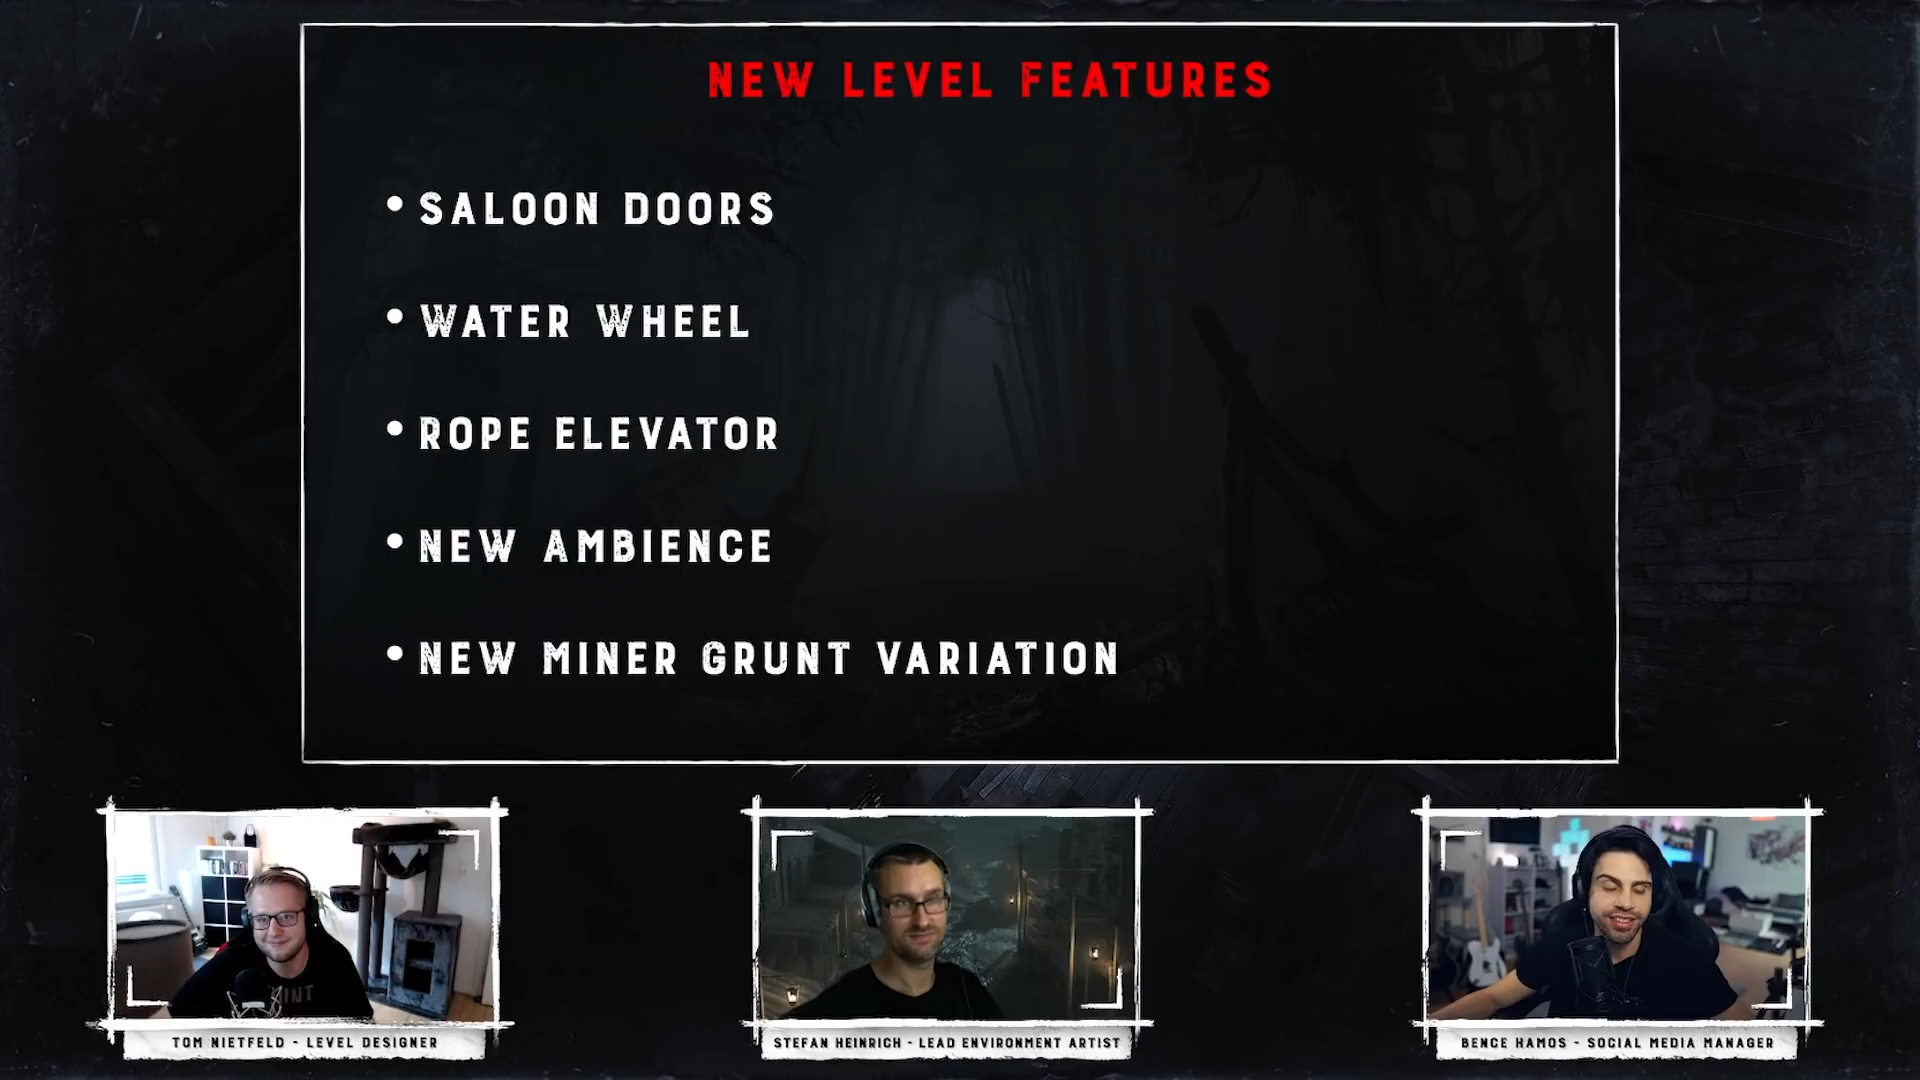 NEW LEVEL FEATURES
• SALOON DOORS
• WATER WHEEL
• ROPE ELEVATOR
• NEW AMBIENCE
• NEW MINER GRUNT VARIATION
TOM NIETFELD - LEVEL DESIGNER
STEFAN HEINRICH - LEAD ENVIRONMENT ARTIST
BENCE HAMOS - SOCIAL MEDIA MANAGER